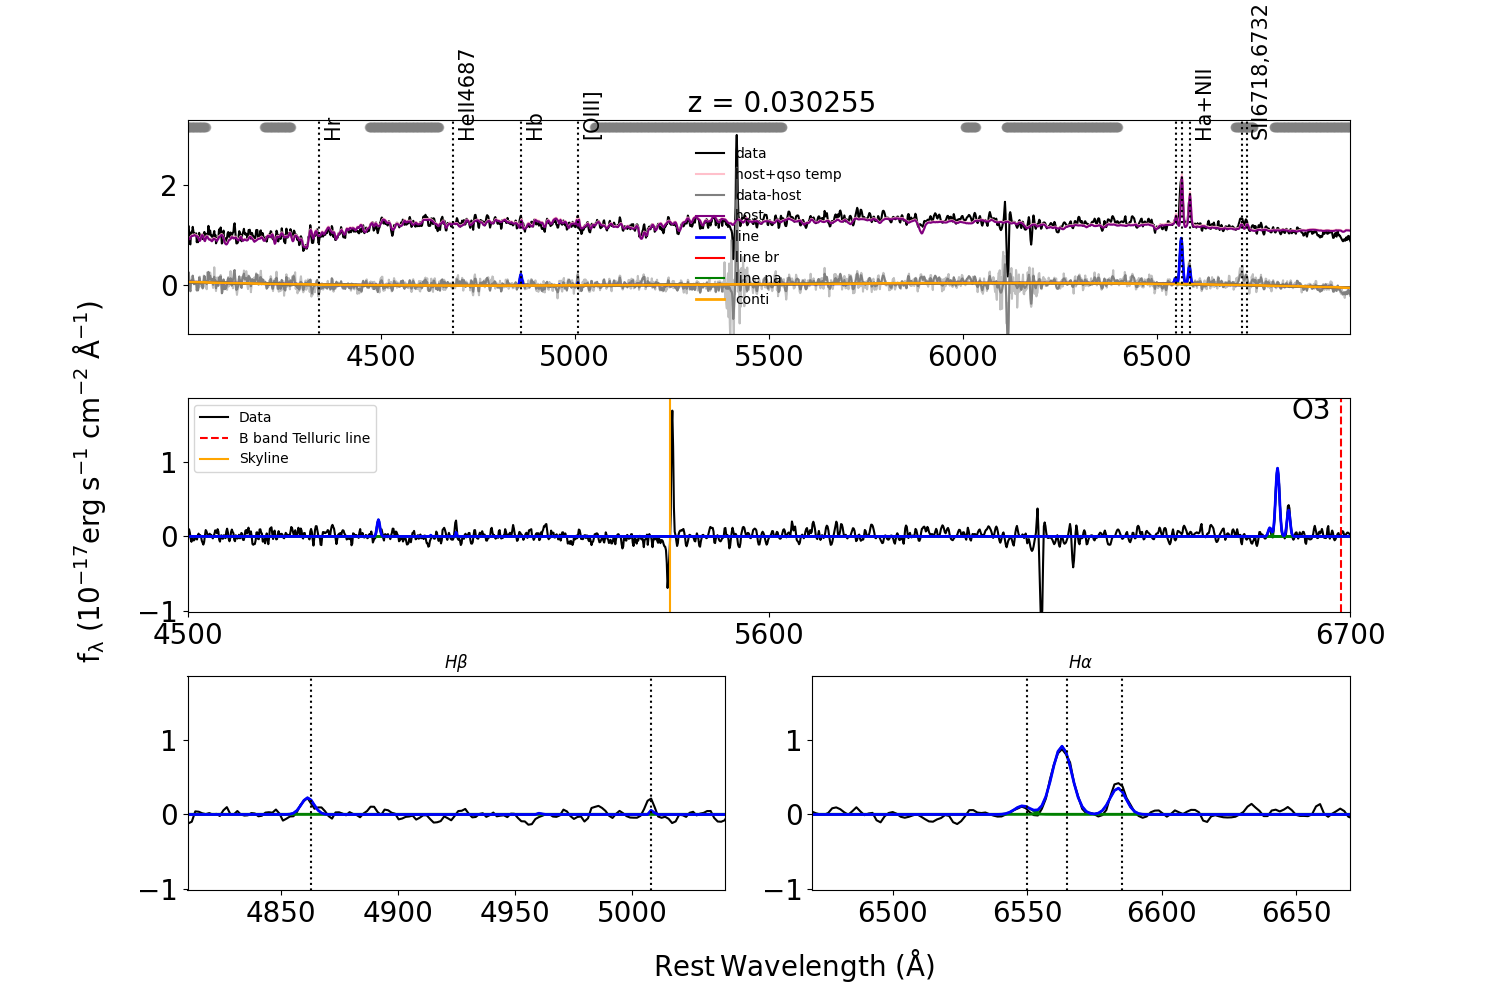 z = 0.030255
Hr
HeII4687
Hb
[OIII]
Ha+NII
SII6718,6732
data
host+qso temp
data-host
host
line
line br
line na
conti
2
0
4500 5000 5500 6000 6500
fλ (10−17erg s−1 cm−2 Å−1)
Data
B band Telluric line
Skyline
O3
1
0
−1
4500 5600 6700
Hβ
1
0
−1
4850 4900 4950 5000
Hα
1
0
−1
6500 6550 6600 6650
Rest Wavelength (Å)